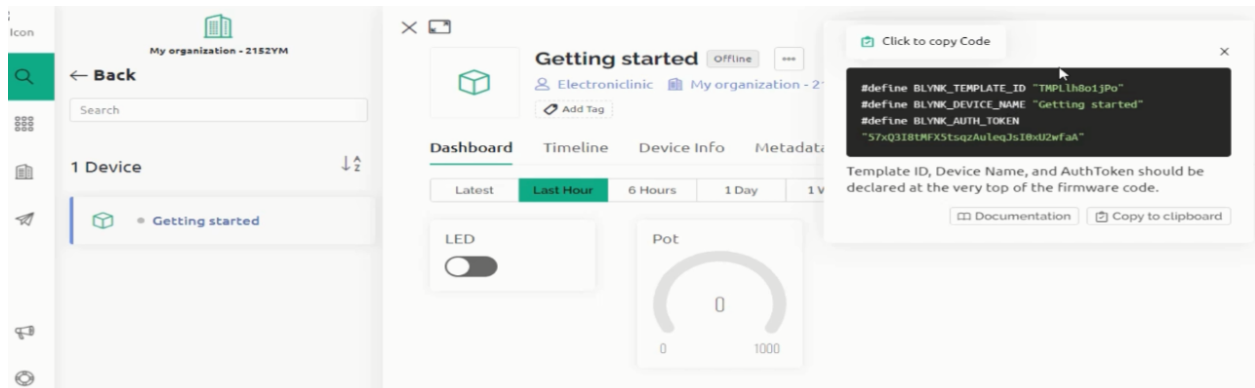 Icon
My organization - 2152YM
← Back
Search
1 Device
Getting started
Getting started Offline
Electroniclinic My organization - 2
Add Tag
Dashboard Timeline Device Info Metadata
Latest Last Hour 6 Hours 1 Day 1 W
LED
Pot
0
0 1000
Click to copy Code
#define BLYNK_TEMPLATE_ID "TMPLlh8o1jPo"
#define BLYNK_DEVICE_NAME "Getting started"
#define BLYNK_AUTH_TOKEN
"57xQ3I8tMFX5tsqzAuleqJsI0xU2wfaA"
Template ID, Device Name, and AuthToken should be
declared at the very top of the firmware code.
Documentation Copy to clipboard